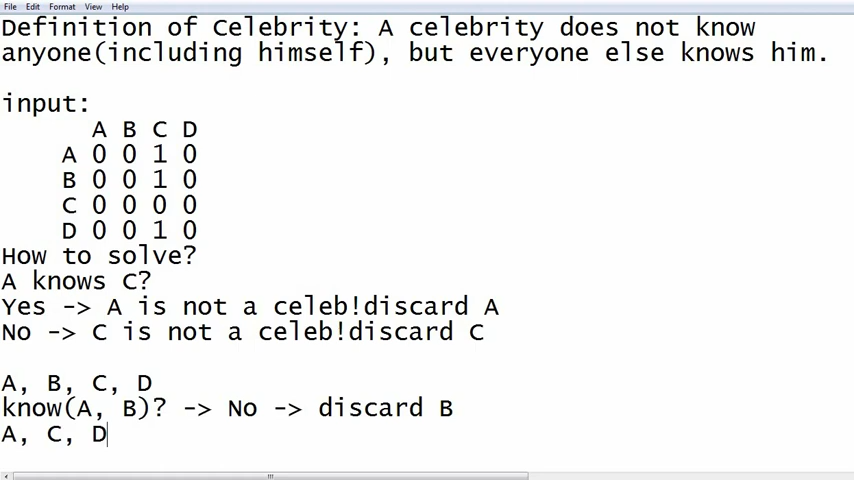 File Edit Format View Help
Definition of Celebrity: A celebrity does not know
anyone(including himself), but everyone else knows him.
input:
A B C D
A 0 0 1 0
B 0 0 1 0
C 0 0 0 0
D 0 0 1 0
How to solve?
A knows C?
Yes -> A is not a celeb!discard A
No -> C is not a celeb!discard C
A, B, C, D
know(A, B)? -> No -> discard B
A, C, D